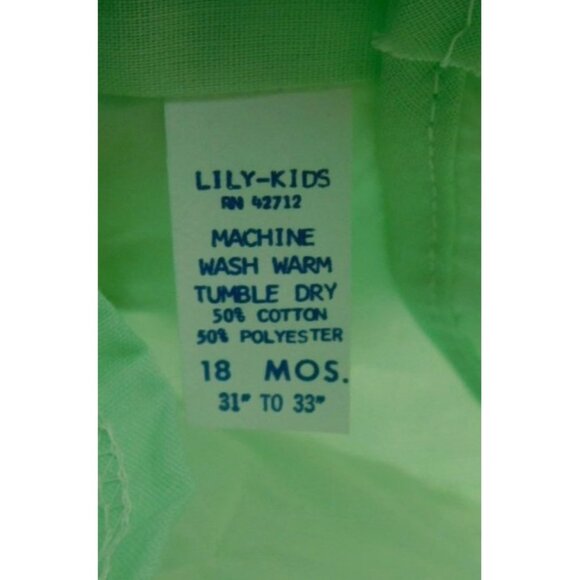 LILY-KIDS
RN 42712
MACHINE
WASH WARM
TUMBLE DRY
50% COTTON
50% POLYESTER
18 MOS.
31" TO 33"